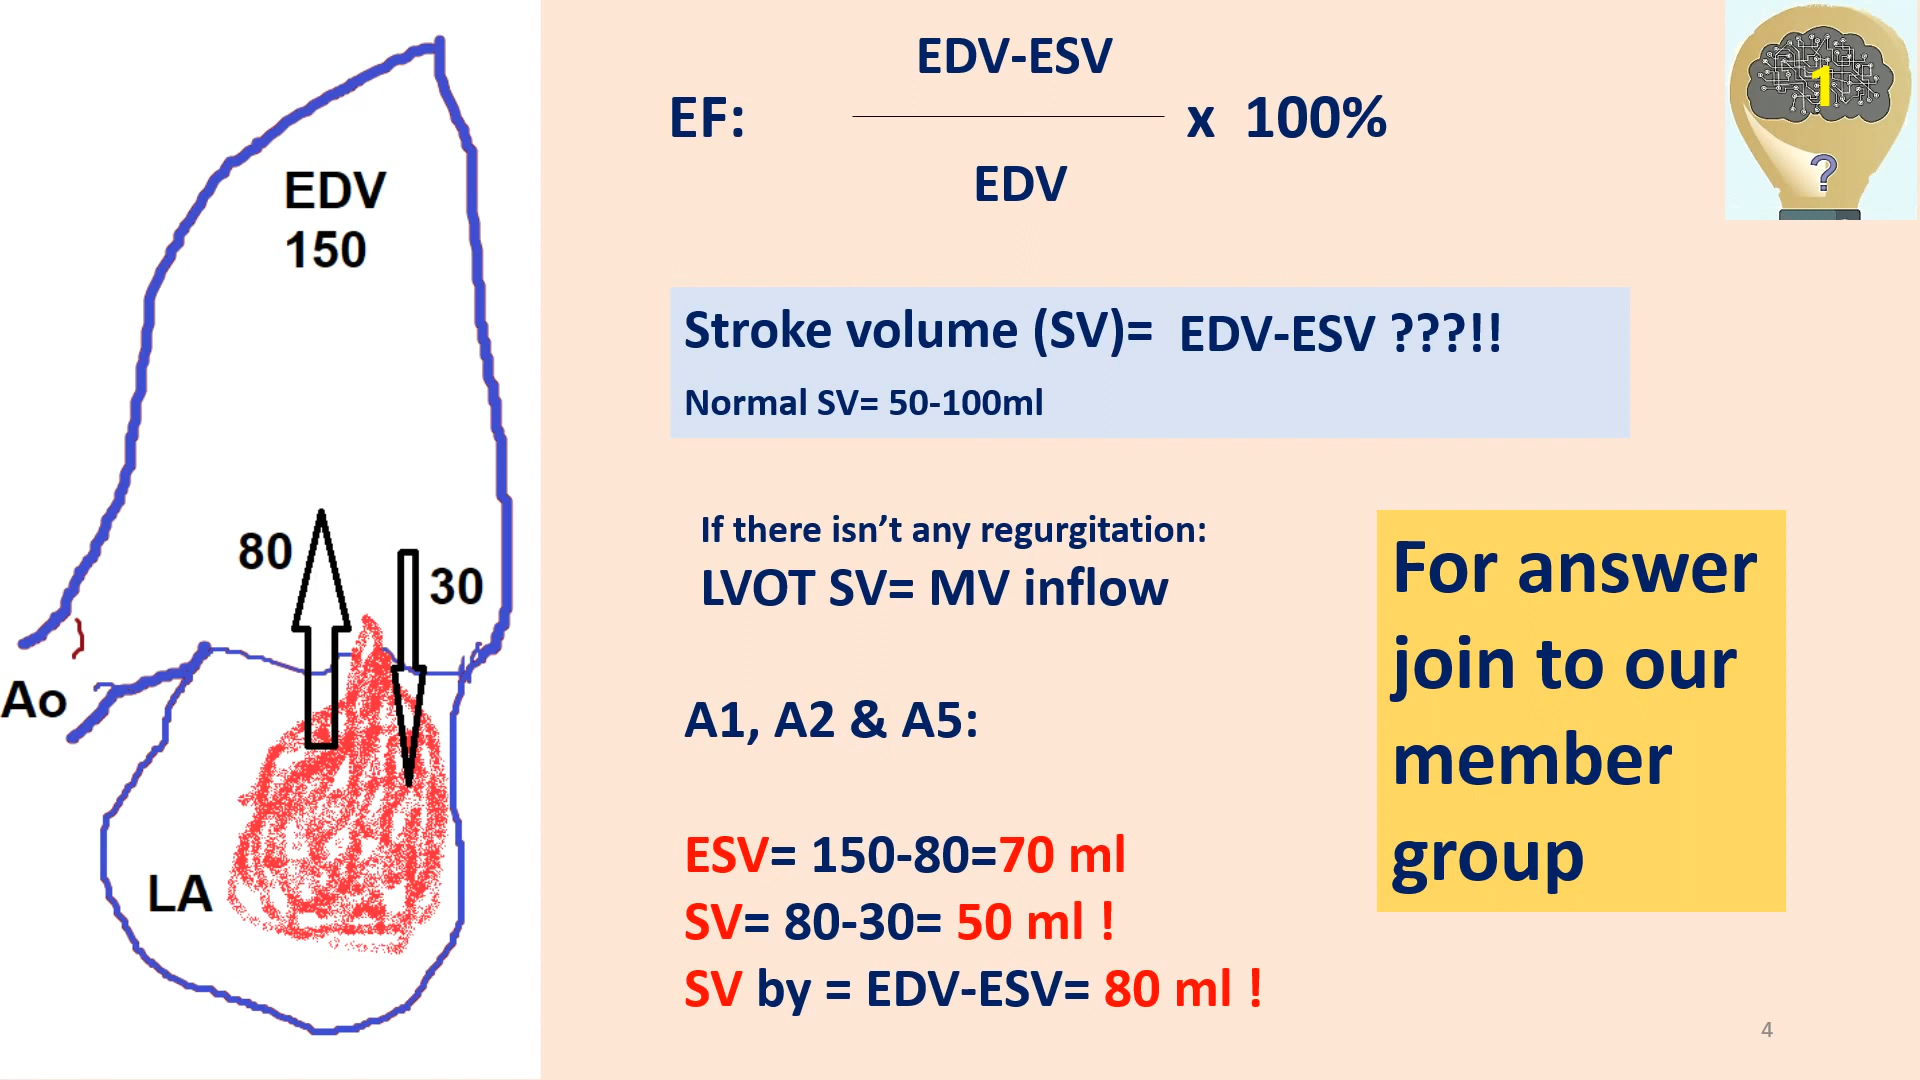 EDV
150
80
30
Ao
LA
EDV-ESV
EF: x 100%
EDV
1
?
Stroke volume (SV)= EDV-ESV ???!!
Normal SV= 50-100ml
If there isn’t any regurgitation:
LVOT SV= MV inflow
A1, A2 & A5:
ESV= 150-80=70 ml
SV= 80-30= 50 ml !
SV by = EDV-ESV= 80 ml !
For answer
join to our
member
group
4